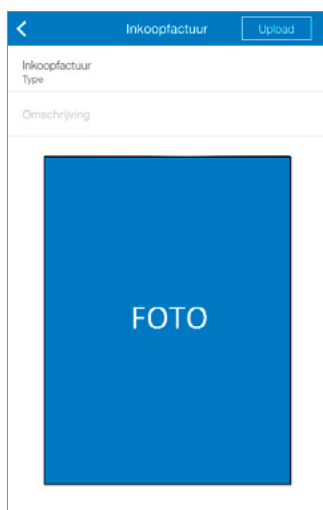 Inkoopfactuur Upload
Inkoopfactuur
Type
Omschrijving
FOTO